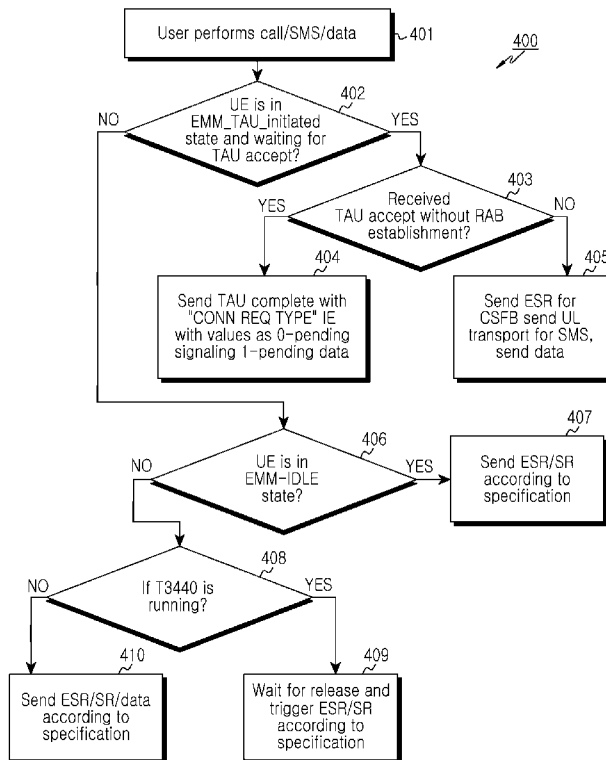 User performs call/SMS/data
401
400
402
NO
UE is in
EMM_TAU_initiated
state and waiting for
TAU accept?
YES
403
YES
Received
TAU accept without RAB
establishment?
NO
404
Send TAU complete with
"CONN REQ TYPE" IE
with values as 0-pending
signaling 1-pending data
405
Send ESR for
CSFB send UL
transport for SMS,
send data
406
NO
UE is in
EMM-IDLE
state?
YES
407
Send ESR/SR
according to
specification
408
NO
If T3440 is
running?
YES
410
Send ESR/SR/data
according to
specification
409
Wait for release and
trigger ESR/SR
according to
specification